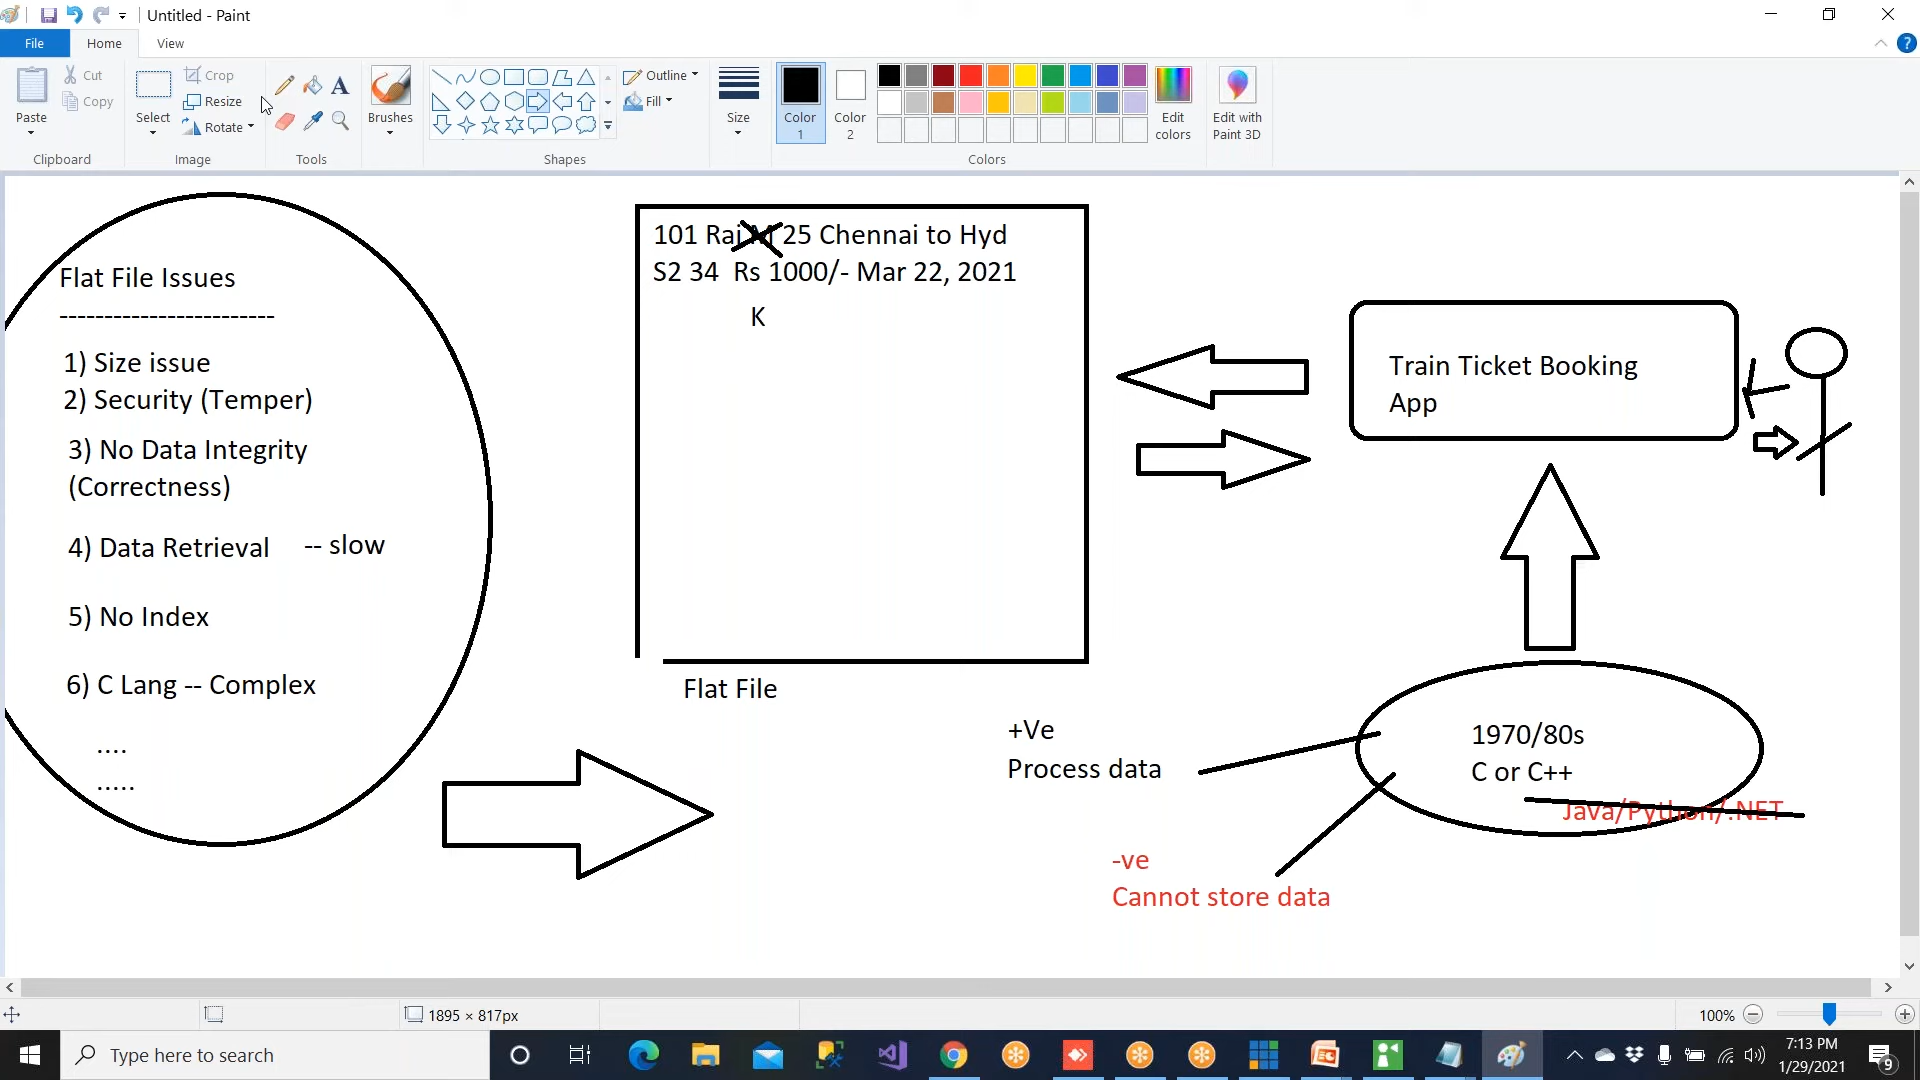 Untitled - Paint
File
Home
View
Paste
Cut
Copy
Clipboard
Select
Crop
Resize
Rotate
Image
A
Tools
Brushes
Outline
Fill
Shapes
Size
Color 1
Color 2
Edit colors
Edit with Paint 3D
Colors
?
Flat File Issues
------------------------
1) Size issue
2) Security (Temper)
3) No Data Integrity
(Correctness)
4) Data Retrieval -- slow
5) No Index
6) C Lang -- Complex
....
.....
101 Raj M 25 Chennai to Hyd
S2 34 Rs 1000/- Mar 22, 2021
K
Flat File
Train Ticket Booking
App
+Ve
Process data
-ve
Cannot store data
1970/80s
C or C++
Java/Python/.NET
1895 × 817px
100%
Type here to search
7:13 PM
1/29/2021
9